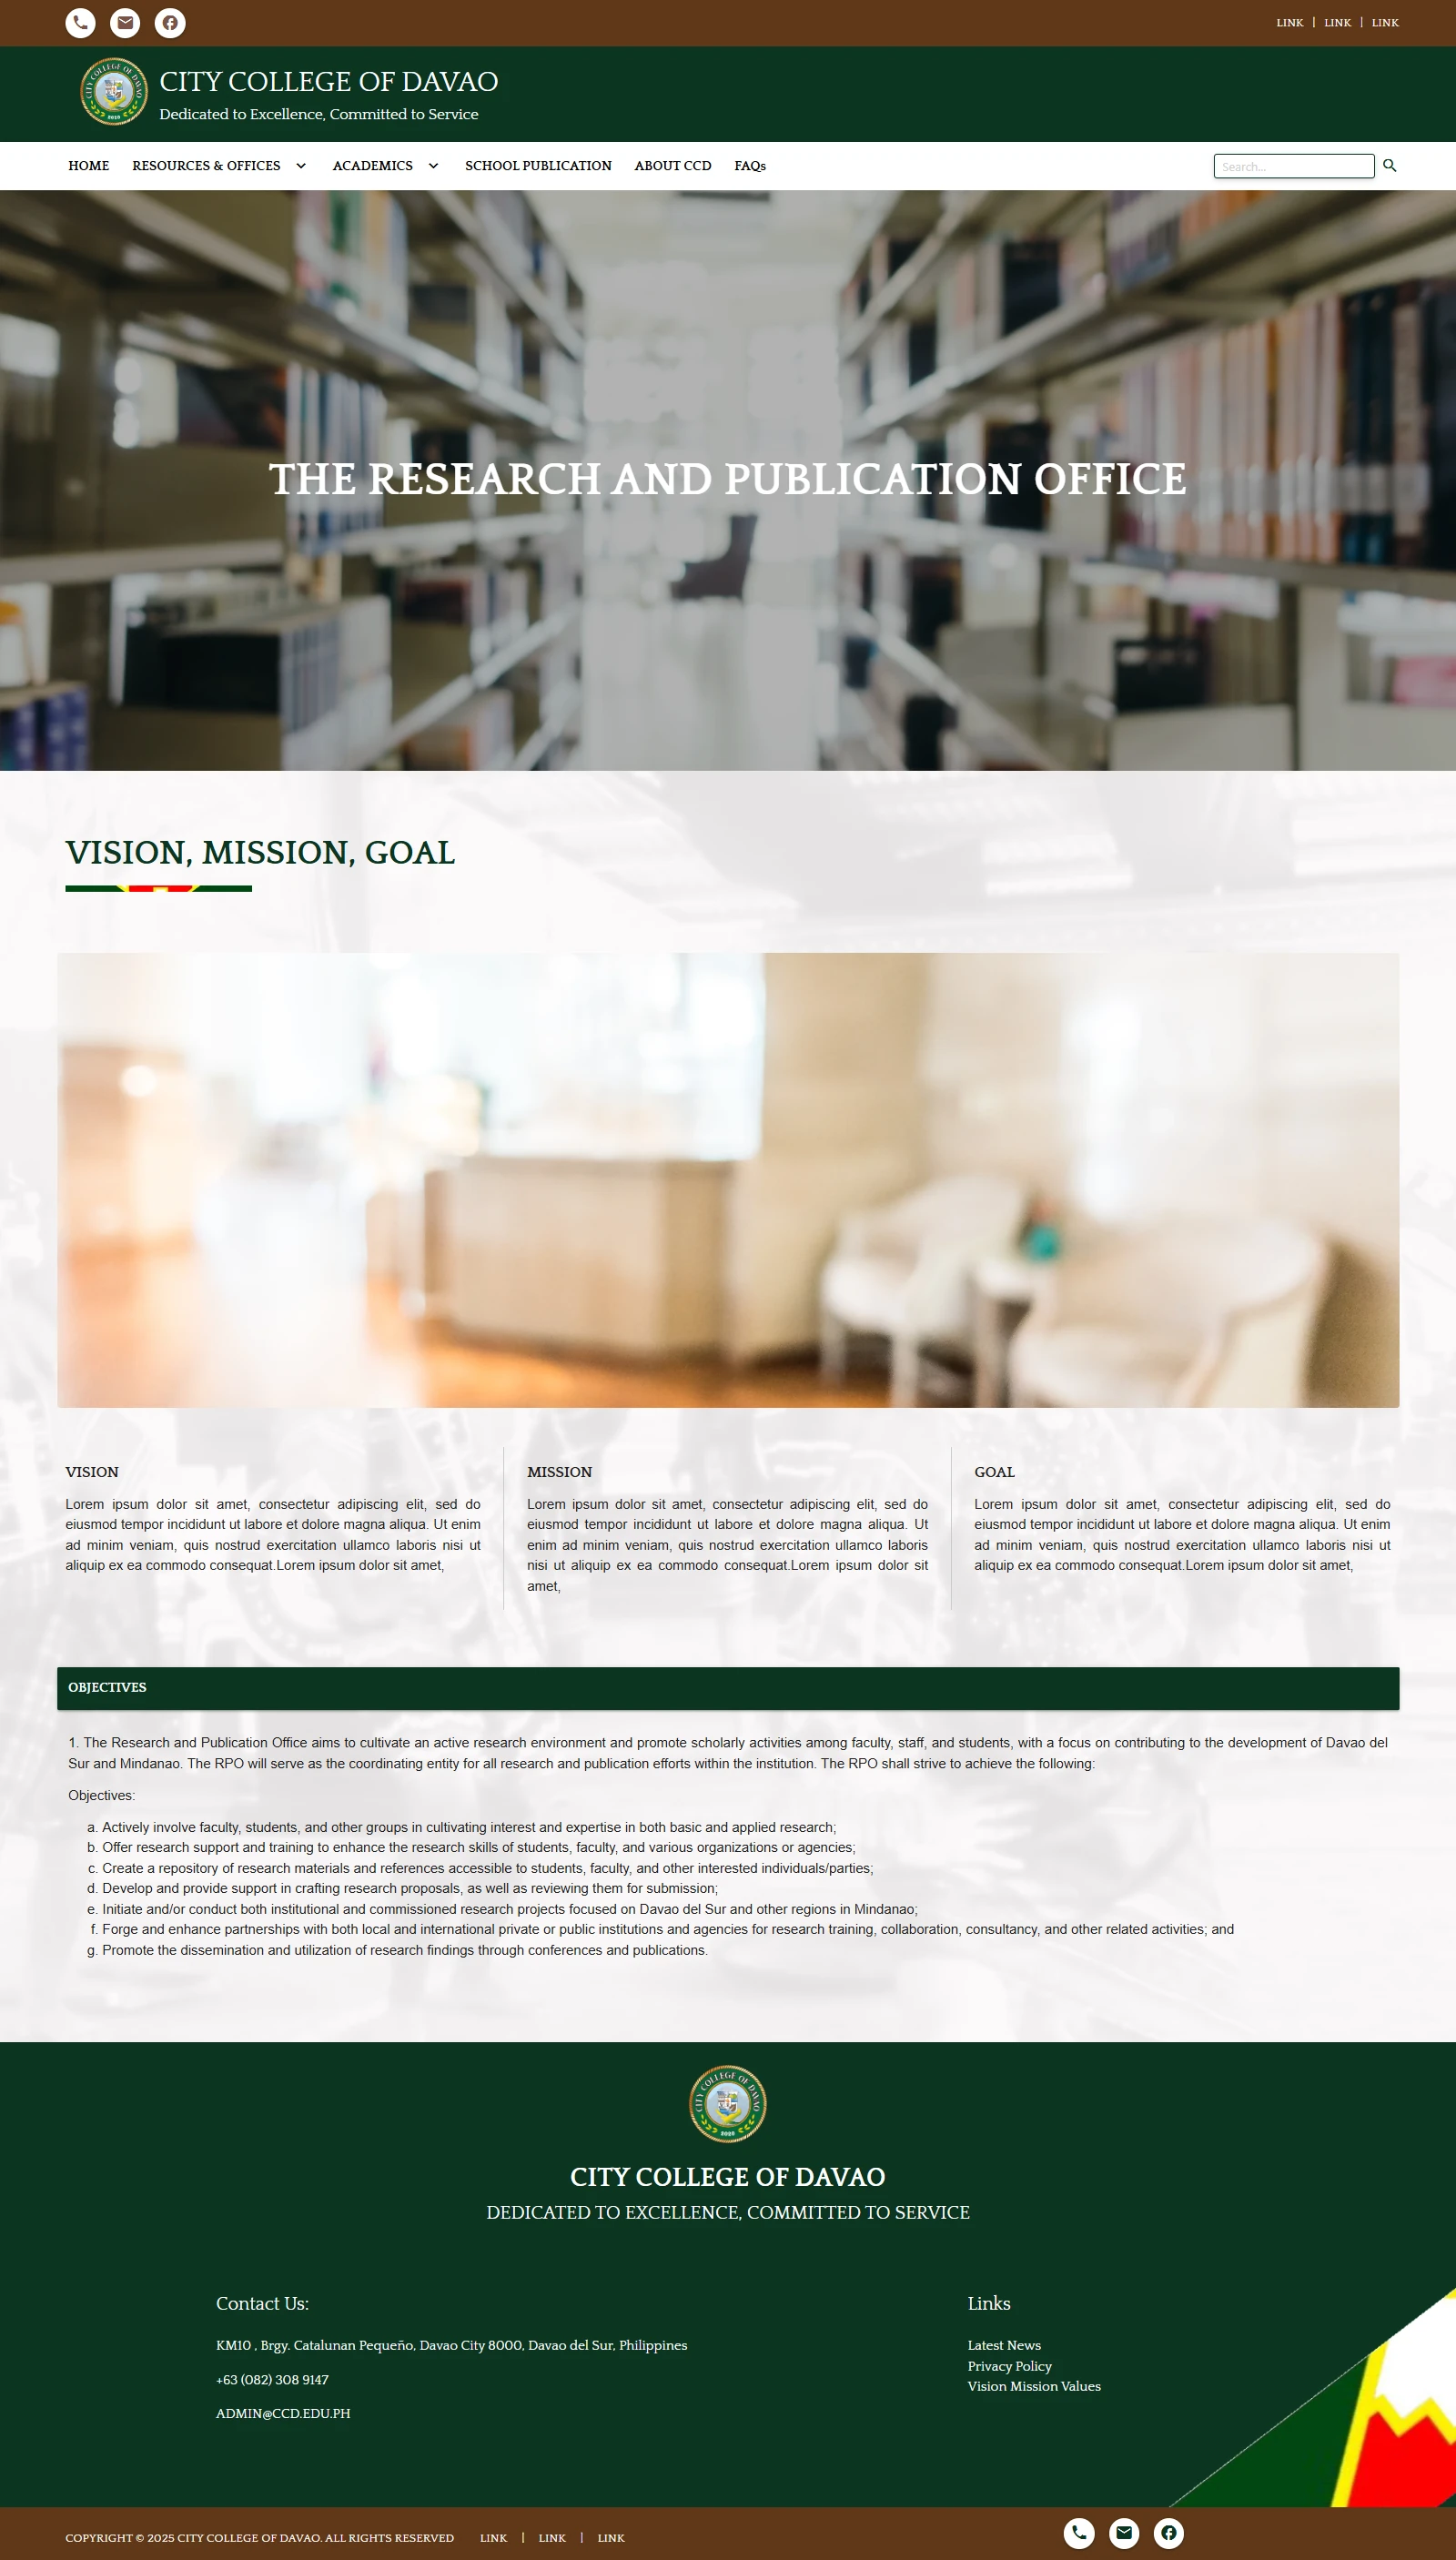 LINK | LINK | LINK
CITY COLLEGE OF DAVAO
2020
CITY COLLEGE OF DAVAO
Dedicated to Excellence, Committed to Service
HOME RESOURCES & OFFICES ACADEMICS SCHOOL PUBLICATION ABOUT CCD FAQs
Search...
THE RESEARCH AND PUBLICATION OFFICE
VISION, MISSION, GOAL
VISION
Lorem ipsum dolor sit amet, consectetur adipiscing elit, sed do
eiusmod tempor incididunt ut labore et dolore magna aliqua. Ut enim
ad minim veniam, quis nostrud exercitation ullamco laboris nisi ut
aliquip ex ea commodo consequat.Lorem ipsum dolor sit amet,
MISSION
Lorem ipsum dolor sit amet, consectetur adipiscing elit, sed do
eiusmod tempor incididunt ut labore et dolore magna aliqua. Ut
enim ad minim veniam, quis nostrud exercitation ullamco laboris
nisi ut aliquip ex ea commodo consequat.Lorem ipsum dolor sit
amet,
GOAL
Lorem ipsum dolor sit amet, consectetur adipiscing elit, sed do
eiusmod tempor incididunt ut labore et dolore magna aliqua. Ut enim
ad minim veniam, quis nostrud exercitation ullamco laboris nisi ut
aliquip ex ea commodo consequat.Lorem ipsum dolor sit amet,
OBJECTIVES
1. The Research and Publication Office aims to cultivate an active research environment and promote scholarly activities among faculty, staff, and students, with a focus on contributing to the development of Davao del
Sur and Mindanao. The RPO will serve as the coordinating entity for all research and publication efforts within the institution. The RPO shall strive to achieve the following:
Objectives:
a. Actively involve faculty, students, and other groups in cultivating interest and expertise in both basic and applied research;
b. Offer research support and training to enhance the research skills of students, faculty, and various organizations or agencies;
c. Create a repository of research materials and references accessible to students, faculty, and other interested individuals/parties;
d. Develop and provide support in crafting research proposals, as well as reviewing them for submission;
e. Initiate and/or conduct both institutional and commissioned research projects focused on Davao del Sur and other regions in Mindanao;
f. Forge and enhance partnerships with both local and international private or public institutions and agencies for research training, collaboration, consultancy, and other related activities; and
g. Promote the dissemination and utilization of research findings through conferences and publications.
CITY COLLEGE OF DAVAO
2020
CITY COLLEGE OF DAVAO
DEDICATED TO EXCELLENCE, COMMITTED TO SERVICE
Contact Us:
KM10 , Brgy. Catalunan Pequeño, Davao City 8000, Davao del Sur, Philippines
+63 (082) 308 9147
ADMIN@CCD.EDU.PH
Links
Latest News
Privacy Policy
Vision Mission Values
COPYRIGHT © 2025 CITY COLLEGE OF DAVAO. ALL RIGHTS RESERVED LINK | LINK | LINK